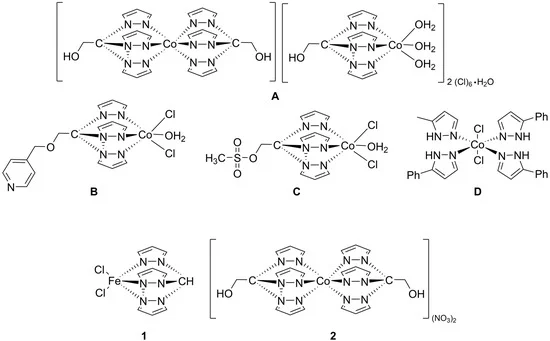 N N N N
HO C N N Co N N C OH
N N N N
N N OH2
HO C N N Co OH2
N N OH2
2 (Cl)6 • H2O
A
N N Cl
C N N Co OH2
O N N Cl
N
B
O N N Cl
H3C S O C N N Co OH2
O N N Cl
C
Ph
NH N Cl N NH
Co
HN N Cl N NH
Ph Ph
D
Cl N N
Fe N N CH
Cl N N
1
N N N N
HO C N N Co N N C OH
N N N N
(NO3)2
2